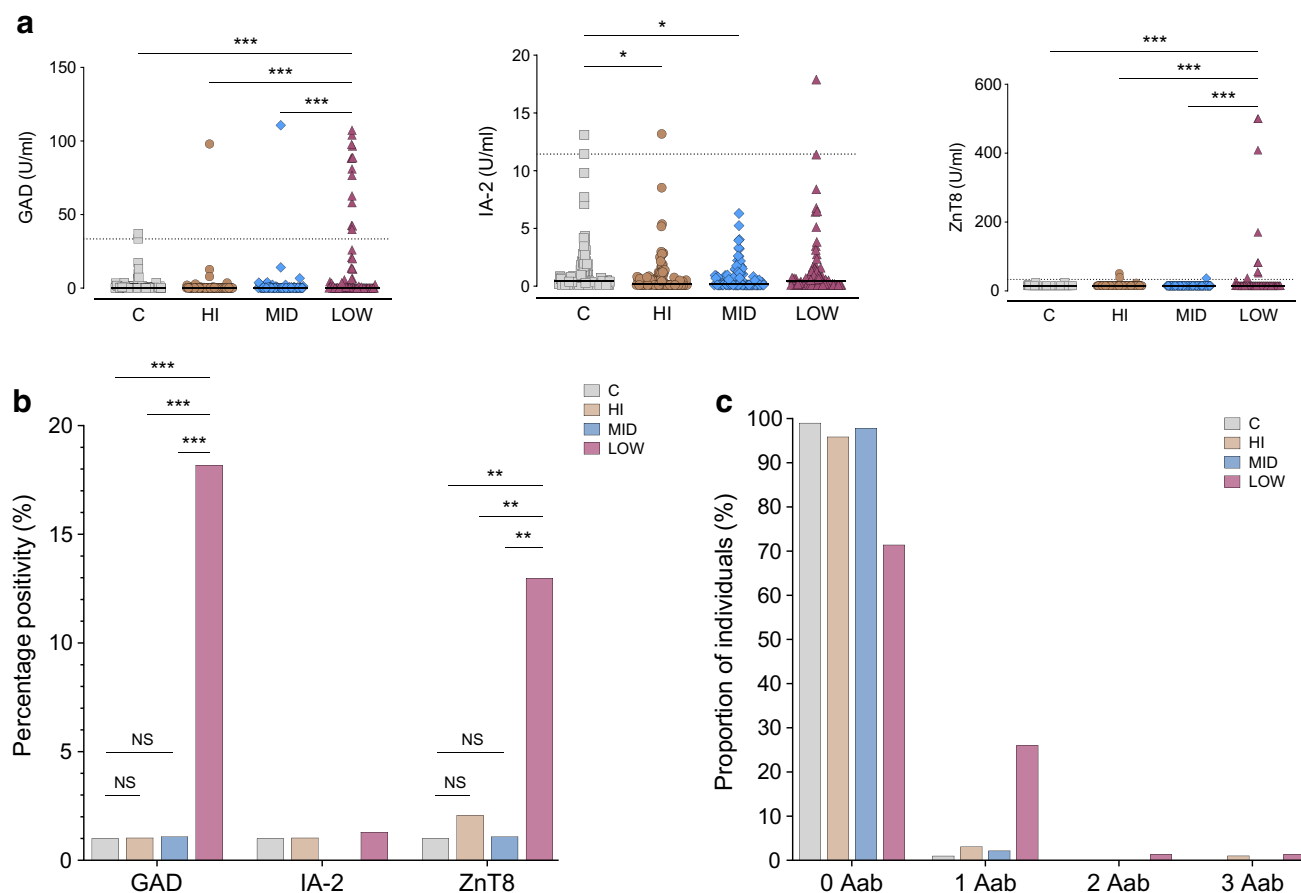 a
***
***
***
GAD (U/ml)
150
100
50
0
C HI MID LOW
*
*
IA-2 (U/ml)
20
15
10
5
0
C HI MID LOW
***
***
***
ZnT8 (U/ml)
600
400
200
0
C HI MID LOW
b
***
***
***
**
**
**
NS
NS
NS
NS
Percentage positivity (%)
20
15
10
5
0
GAD IA-2 ZnT8
C
HI
MID
LOW
c
Proportion of individuals (%)
100
90
80
70
60
50
40
30
20
10
0
0 Aab 1 Aab 2 Aab 3 Aab
C
HI
MID
LOW